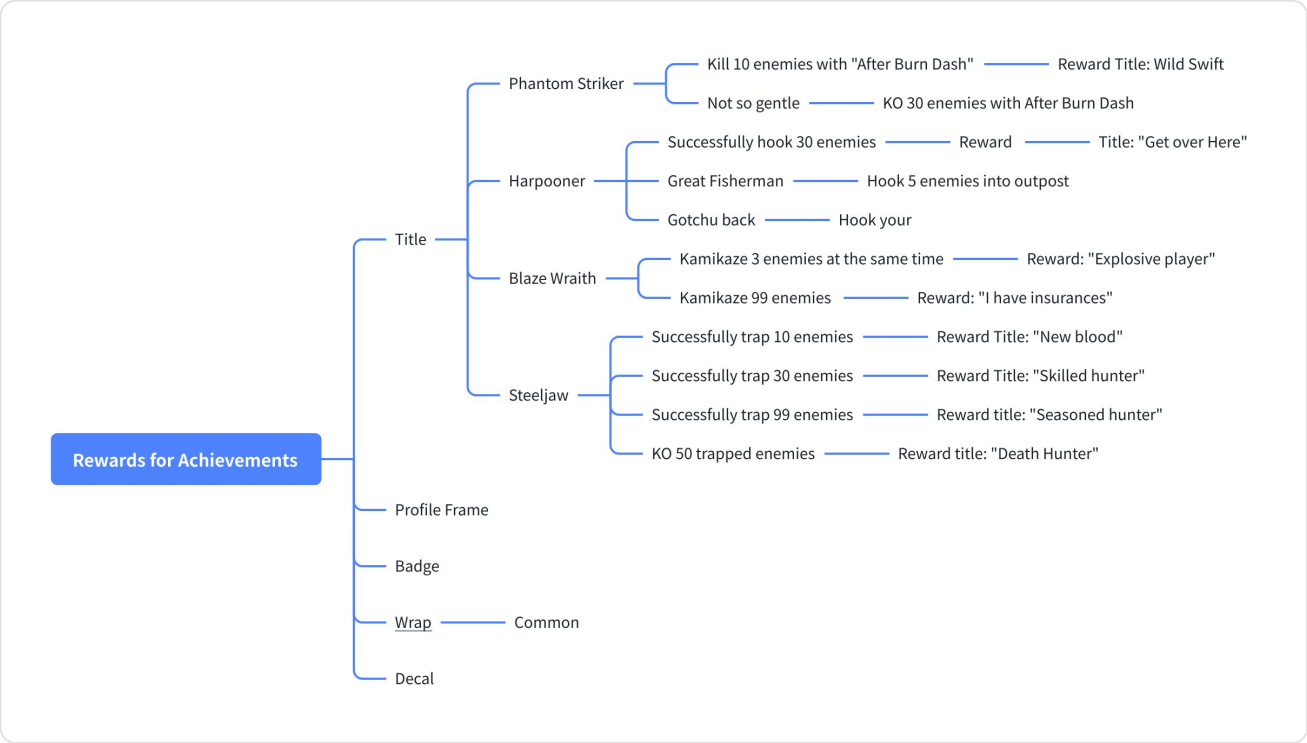 Rewards for Achievements
Title
Phantom Striker
Kill 10 enemies with "After Burn Dash"
Reward Title: Wild Swift
Not so gentle
KO 30 enemies with After Burn Dash
Harpooner
Successfully hook 30 enemies
Reward
Title: "Get over Here"
Great Fisherman
Hook 5 enemies into outpost
Gotchu back
Hook your
Blaze Wraith
Kamikaze 3 enemies at the same time
Reward: "Explosive player"
Kamikaze 99 enemies
Reward: "I have insurances"
Steeljaw
Successfully trap 10 enemies
Reward Title: "New blood"
Successfully trap 30 enemies
Reward Title: "Skilled hunter"
Successfully trap 99 enemies
Reward title: "Seasoned hunter"
KO 50 trapped enemies
Reward title: "Death Hunter"
Profile Frame
Badge
Wrap
Common
Decal